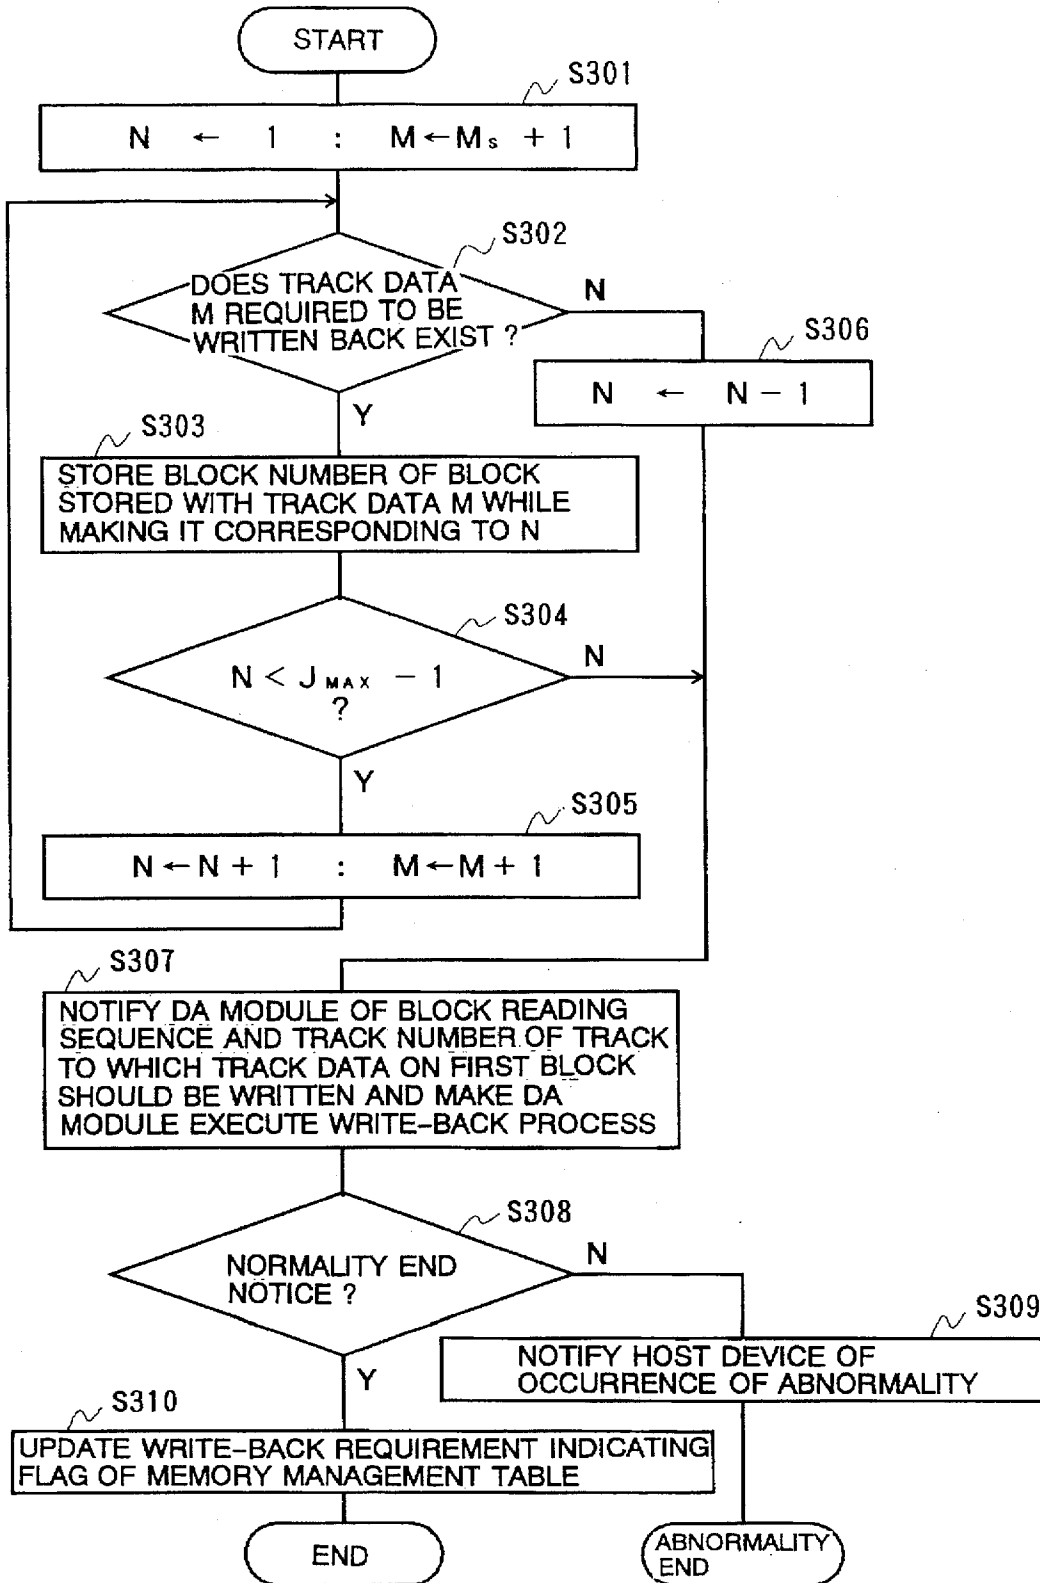 START
S301
N ← 1 : M ← Ms + 1
S302
DOES TRACK DATA
M REQUIRED TO BE
WRITTEN BACK EXIST ?
N
Y
S306
N ← N - 1
S303
STORE BLOCK NUMBER OF BLOCK
STORED WITH TRACK DATA M WHILE
MAKING IT CORRESPONDING TO N
S304
N < JMAX - 1
?
N
Y
S305
N ← N + 1 : M ← M + 1
S307
NOTIFY DA MODULE OF BLOCK READING
SEQUENCE AND TRACK NUMBER OF TRACK
TO WHICH TRACK DATA ON FIRST BLOCK
SHOULD BE WRITTEN AND MAKE DA
MODULE EXECUTE WRITE-BACK PROCESS
S308
NORMALITY END
NOTICE ?
N
Y
S309
NOTIFY HOST DEVICE OF
OCCURRENCE OF ABNORMALITY
S310
UPDATE WRITE-BACK REQUIREMENT INDICATING
FLAG OF MEMORY MANAGEMENT TABLE
END
ABNORMALITY
END